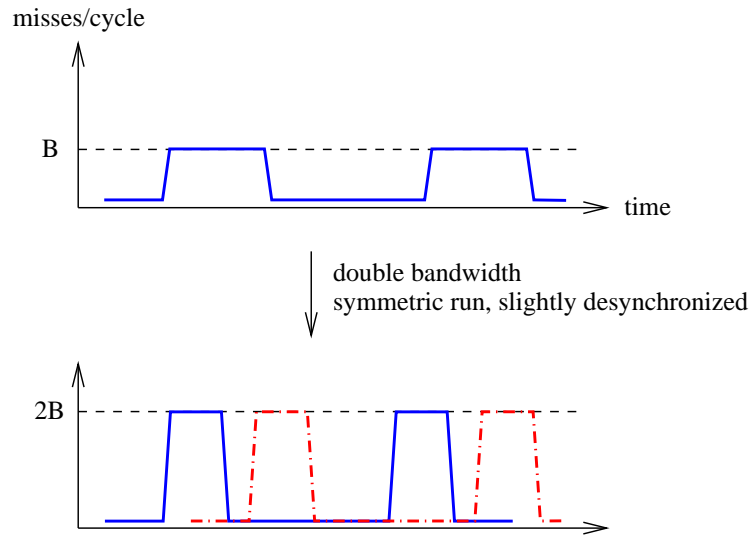 misses/cycle
B
time
double bandwidth
symmetric run, slightly desynchronized
2B